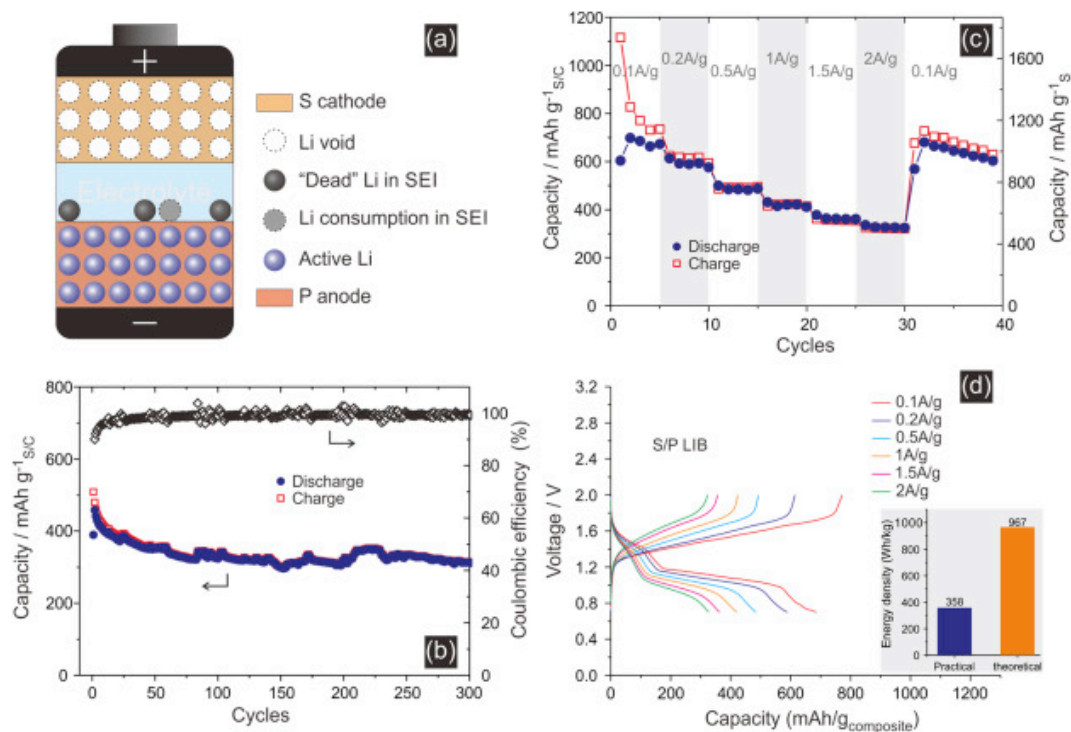 (a)
+
Electrolyte
−
S cathode
Li void
"Dead" Li in SEI
Li consumption in SEI
Active Li
P anode
(c)
1200
1000
800
600
400
200
0
Capacity / mAh g⁻¹S/C
0.1A/g
0.2A/g
0.5A/g
1A/g
1.5A/g
2A/g
0.1A/g
Discharge
Charge
1600
1400
1200
1000
800
600
400
200
0
Capacity / mAh g⁻¹S
0
10
20
30
40
Cycles
800
600
400
200
0
Capacity / mAh g⁻¹S/C
Discharge
Charge
100
80
60
40
20
0
Coulombic efficiency (%)
(b)
0
50
100
150
200
250
300
Cycles
(d)
3.2
2.8
2.4
2.0
1.6
1.2
0.8
0.4
0.0
Voltage / V
S/P LIB
0.1A/g
0.2A/g
0.5A/g
1A/g
1.5A/g
2A/g
1000
800
600
400
200
0
Energy density (Wh/kg)
358
967
Practical
theoretical
0
200
400
600
800
1000
1200
Capacity (mAh/gcomposite)